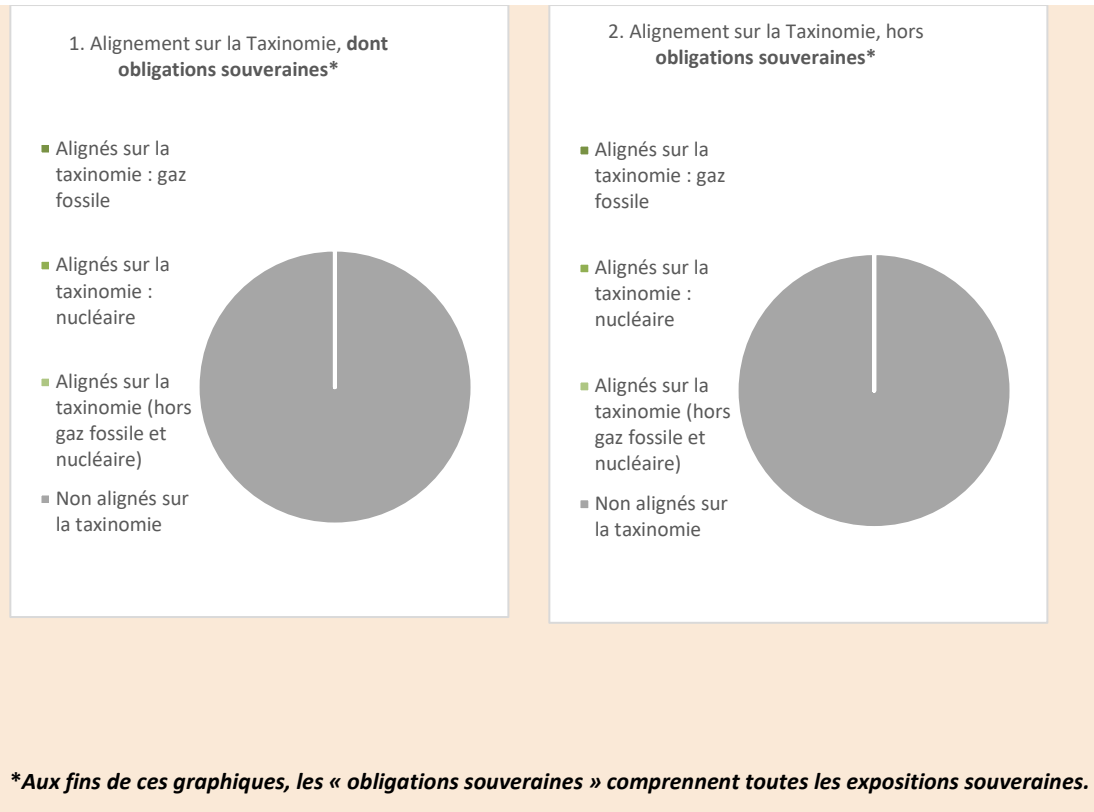 1. Alignement sur la Taxinomie, dont
obligations souveraines*
Alignés sur la
taxinomie : gaz
fossile
Alignés sur la
taxinomie :
nucléaire
Alignés sur la
taxinomie (hors
gaz fossile et
nucléaire)
Non alignés sur
la taxinomie
2. Alignement sur la Taxinomie, hors
obligations souveraines*
Alignés sur la
taxinomie : gaz
fossile
Alignés sur la
taxinomie :
nucléaire
Alignés sur la
taxinomie (hors
gaz fossile et
nucléaire)
Non alignés sur
la taxinomie
*Aux fins de ces graphiques, les « obligations souveraines » comprennent toutes les expositions souveraines.